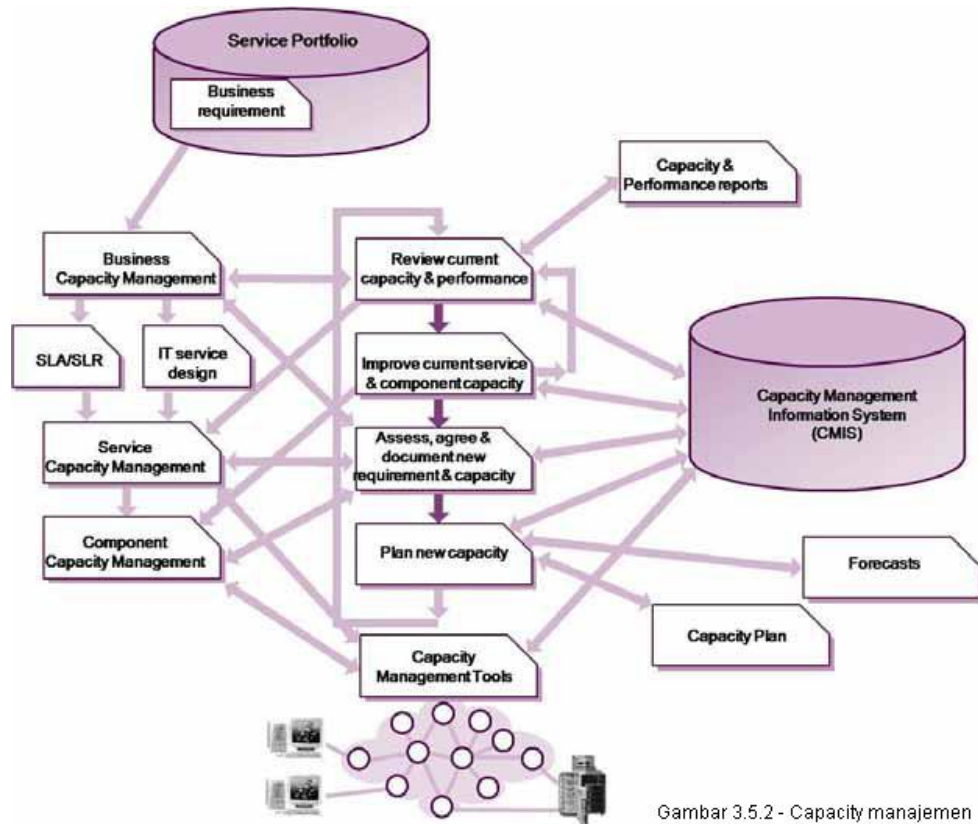 Service Portfolio
Business
requirement
Capacity &
Performance reports
Business
Capacity Management
Review current
capacity & performance
SLA/SLR
IT service
design
Improve current service
& component capacity
Capacity Management
Information System
(CMIS)
Service
Capacity Management
Assess, agree &
document new
requirement & capacity
Component
Capacity Management
Plan new capacity
Forecasts
Capacity Plan
Capacity
Management Tools
Gambar 3.5.2 - Capacity manajemen